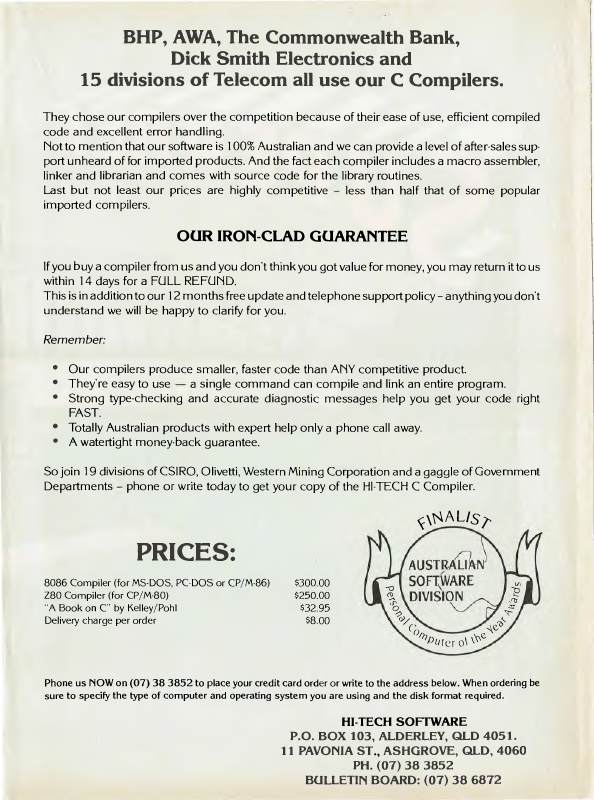 BHP, AWA, The Commonwealth Bank,
Dick Smith Electronics and
15 divisions of Telecom all use our C Compilers.
They chose our compilers over the competition because of their ease of use, efficient compiled
code and excellent error handling.
Not to mention that our software is 100% Australian and we can provide a level of after-sales sup-
port unheard of for imported products. And the fact each compiler includes a macro assembler,
linker and librarian and comes with source code for the library routines.
Last but not least our prices are highly competitive – less than half that of some popular
imported compilers.
OUR IRON-CLAD GUARANTEE
If you buy a compiler from us and you don't think you got value for money, you may return it to us
within 14 days for a FULL REFUND.
This is in addition to our 12 months free update and telephone support policy – anything you don't
understand we will be happy to clarify for you.
Remember:
• Our compilers produce smaller, faster code than ANY competitive product.
• They're easy to use — a single command can compile and link an entire program.
• Strong type-checking and accurate diagnostic messages help you get your code right
FAST.
• Totally Australian products with expert help only a phone call away.
• A watertight money-back guarantee.
So join 19 divisions of CSIRO, Olivetti, Western Mining Corporation and a gaggle of Government
Departments – phone or write today to get your copy of the HI-TECH C Compiler.
PRICES:
8086 Compiler (for MS-DOS, PC-DOS or CP/M-86) $300.00
Z80 Compiler (for CP/M-80) $250.00
"A Book on C" by Kelley/Pohl $32.95
Delivery charge per order $8.00
FINALIST
AUSTRALIAN
SOFTWARE
DIVISION
Personal Computer of the Year Awards
Phone us NOW on (07) 38 3852 to place your credit card order or write to the address below. When ordering be
sure to specify the type of computer and operating system you are using and the disk format required.
HI-TECH SOFTWARE
P.O. BOX 103, ALDERLEY, QLD 4051.
11 PAVONIA ST., ASHGROVE, QLD, 4060
PH. (07) 38 3852
BULLETIN BOARD: (07) 38 6872